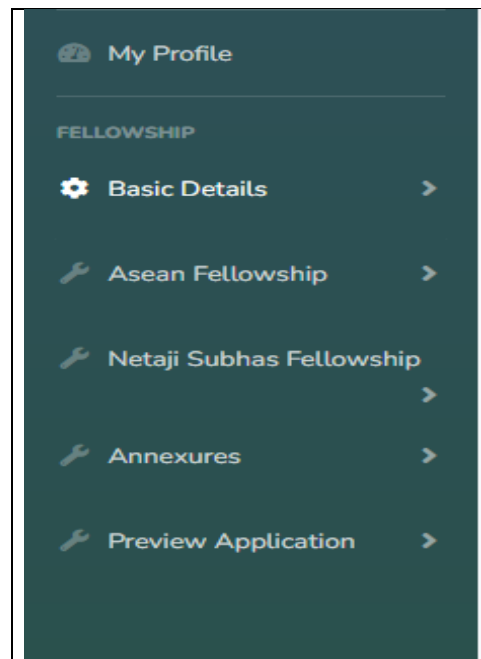 My Profile
FELLOWSHIP
Basic Details
Asean Fellowship
Netaji Subhas Fellowship
Annexures
Preview Application